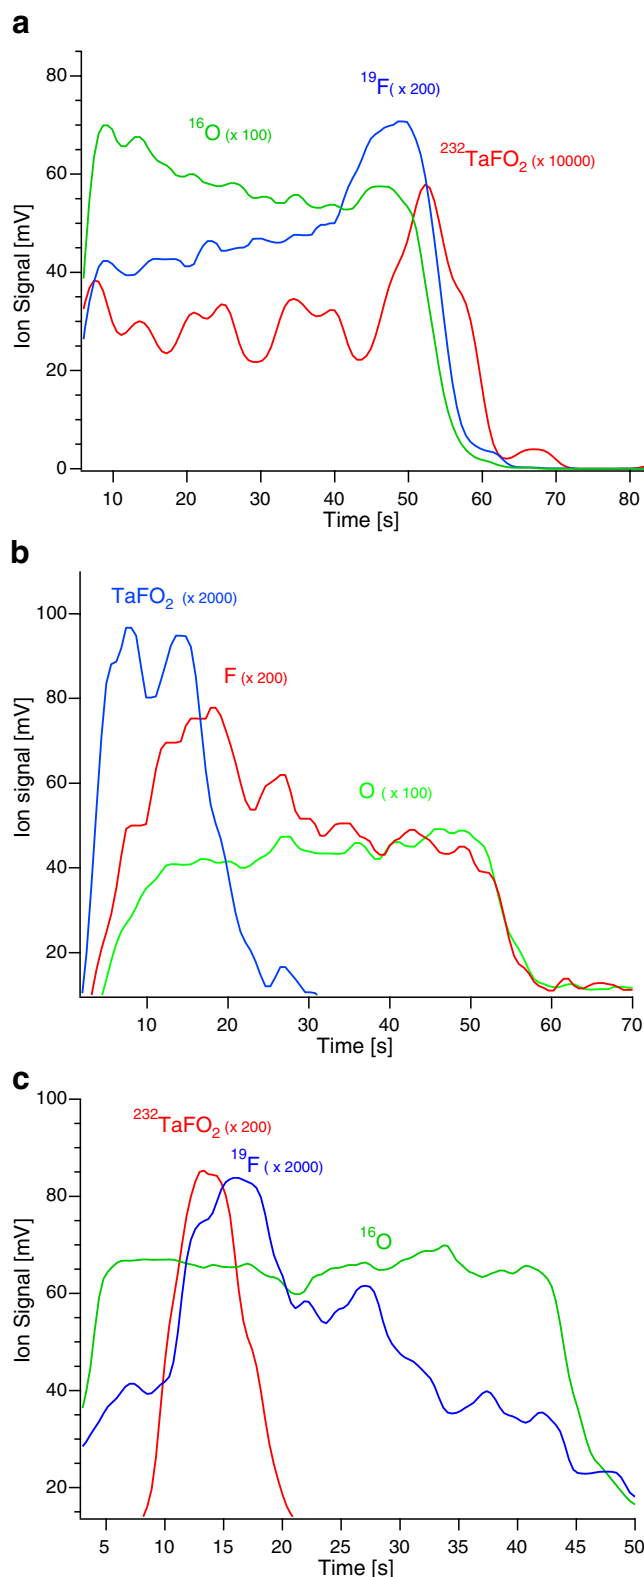 a
80
60
40
20
0
Ion Signal [mV]
¹⁹F( x 200)
¹⁶O (x 100)
²³²TaFO₂ (x 10000)
10 20 30 40 50 60 70 80
Time [s]
b
100
80
60
40
20
Ion signal [mV]
TaFO₂ (x 2000)
F (x 200)
O ( x 100)
10 20 30 40 50 60 70
Time [s]
c
100
80
60
40
20
Ion Signal [mV]
²³²TaFO₂ (x 200)
¹⁹F ( x 2000)
¹⁶O
5 10 15 20 25 30 35 40 45 50
Time [s]